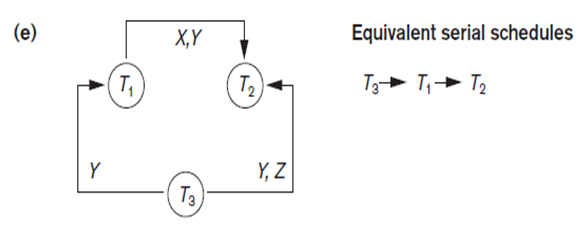 (e)
X,Y
Equivalent serial schedules
T1
T2
T3 → T1 → T2
Y
Y, Z
T3